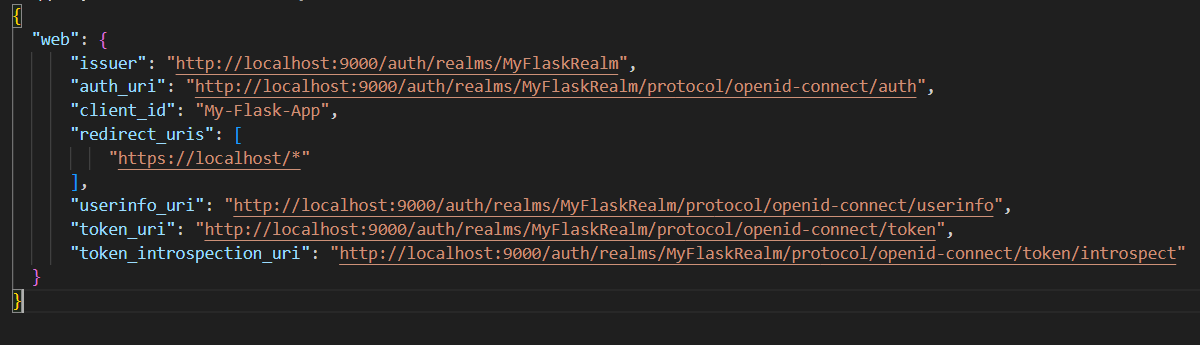 {
"web": {
"issuer": "http://localhost:9000/auth/realms/MyFlaskRealm",
"auth_uri": "http://localhost:9000/auth/realms/MyFlaskRealm/protocol/openid-connect/auth",
"client_id": "My-Flask-App",
"redirect_uris": [
"https://localhost/*"
],
"userinfo_uri": "http://localhost:9000/auth/realms/MyFlaskRealm/protocol/openid-connect/userinfo",
"token_uri": "http://localhost:9000/auth/realms/MyFlaskRealm/protocol/openid-connect/token",
"token_introspection_uri": "http://localhost:9000/auth/realms/MyFlaskRealm/protocol/openid-connect/token/introspect"
}
}